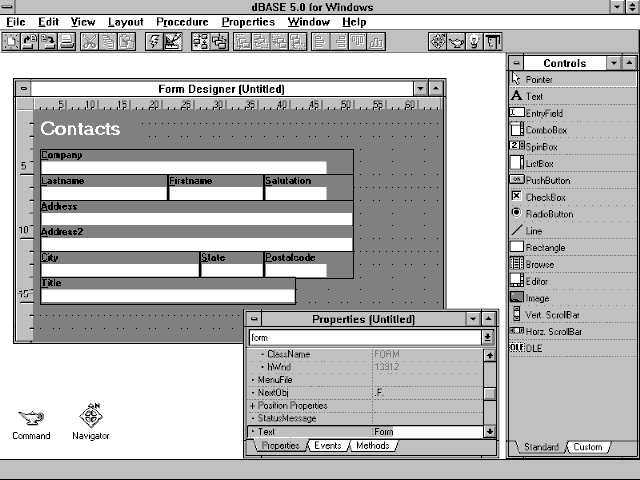 dBASE 5.0 for Windows
File Edit View Layout Procedure Properties Window Help
Form Designer (Untitled)
5 10 15 20 25 30 35 40 45 50 55 60
Contacts
Company
5
Lastname Firstname Salutation
Address
10
Address2
City State Postalcode
Title
15
Properties (Untitled)
form
ClassName FORM
hWnd 13912
MenuFile
NextObj .F.
+ Position Properties
StatusMessage
Text Form
Properties Events Methods
Command
Navigator
Controls
Pointer
A Text
EntryField
ComboBox
2 SpinBox
ListBox
OK PushButton
CheckBox
RadioButton
Line
Rectangle
Browse
Editor
Image
Vert. ScrollBar
Horz. ScrollBar
OLE OLE
Standard Custom